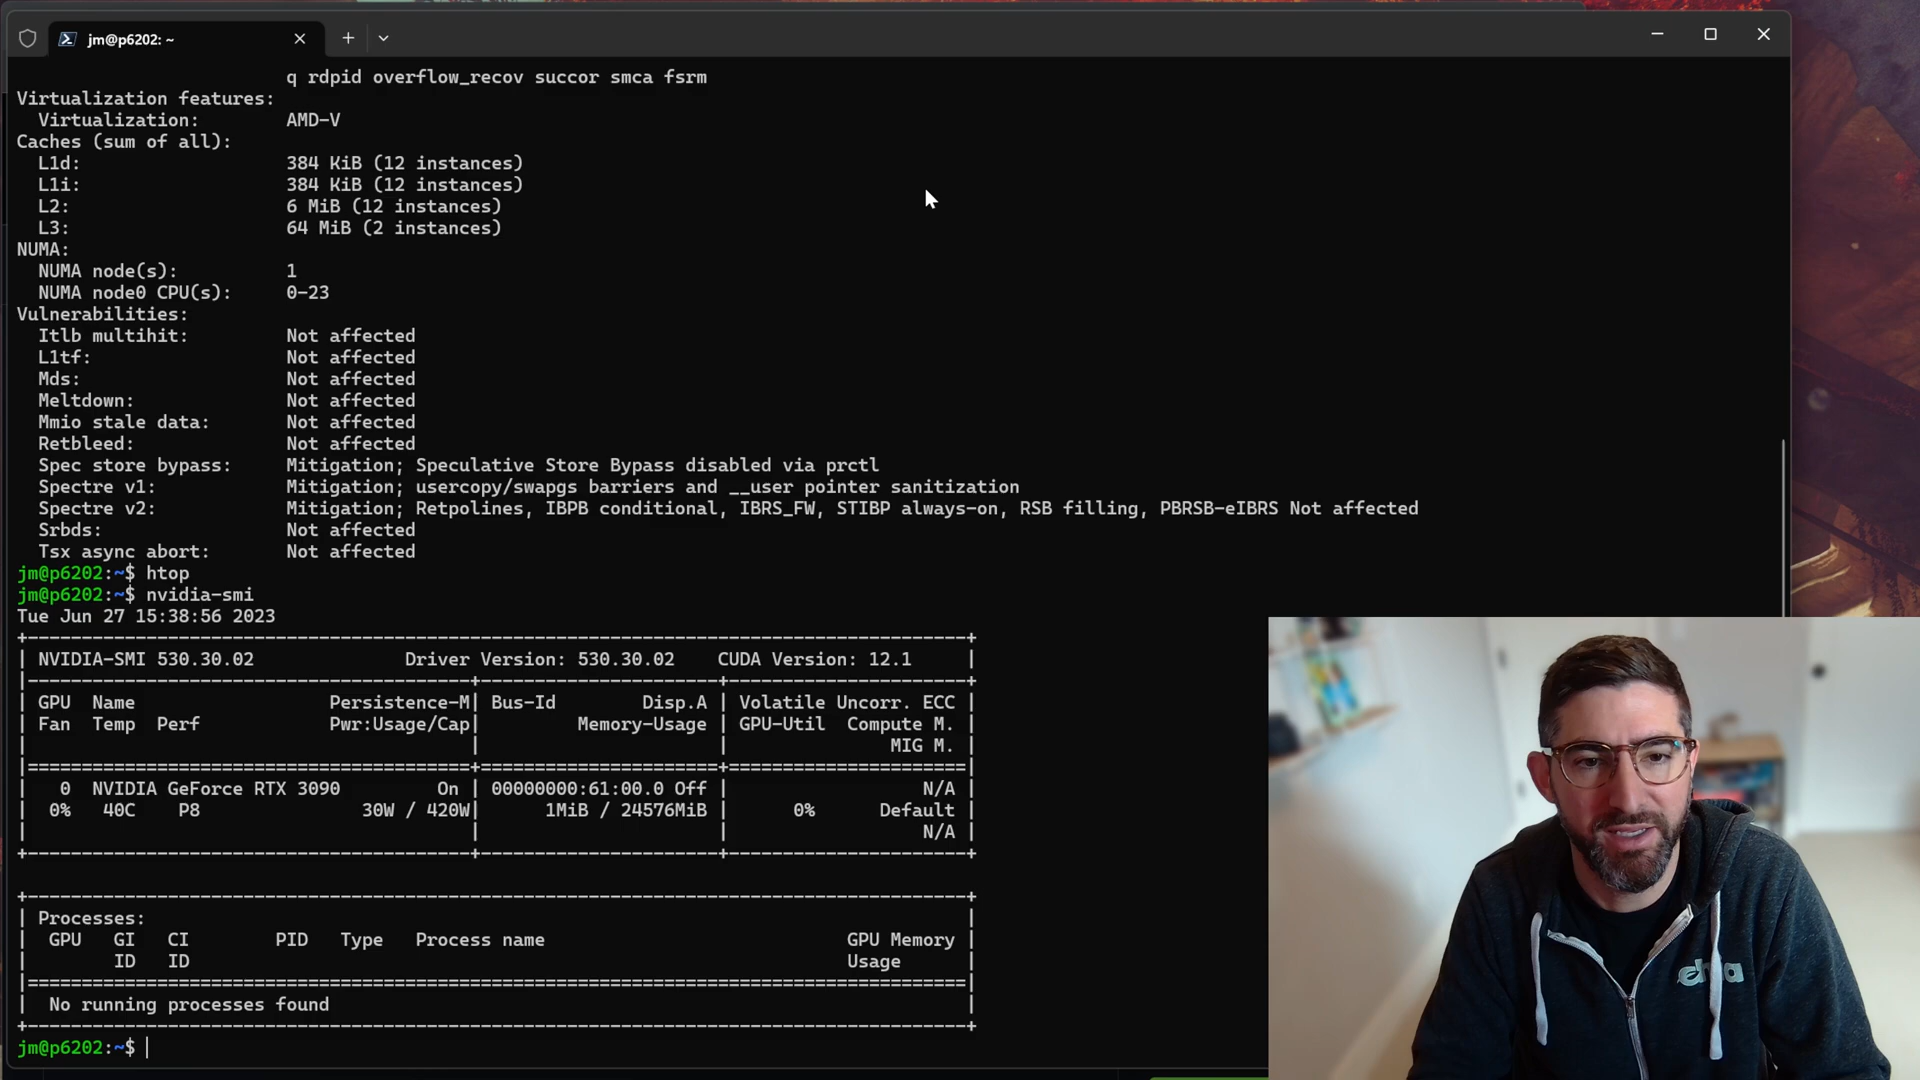 jm@p6202: ~
q rdpid overflow_recov succor smca fsrm
Virtualization features:
Virtualization: AMD-V
Caches (sum of all):
L1d: 384 KiB (12 instances)
L1i: 384 KiB (12 instances)
L2: 6 MiB (12 instances)
L3: 64 MiB (2 instances)
NUMA:
NUMA node(s): 1
NUMA node0 CPU(s): 0-23
Vulnerabilities:
Itlb multihit: Not affected
L1tf: Not affected
Mds: Not affected
Meltdown: Not affected
Mmio stale data: Not affected
Retbleed: Not affected
Spec store bypass: Mitigation; Speculative Store Bypass disabled via prctl
Spectre v1: Mitigation; usercopy/swapgs barriers and __user pointer sanitization
Spectre v2: Mitigation; Retpolines, IBPB conditional, IBRS_FW, STIBP always-on, RSB filling, PBRSB-eIBRS Not affected
Srbds: Not affected
Tsx async abort: Not affected
jm@p6202:~$ htop
jm@p6202:~$ nvidia-smi
Tue Jun 27 15:38:56 2023
NVIDIA-SMI 530.30.02 Driver Version: 530.30.02 CUDA Version: 12.1
GPU Name Persistence-M| Bus-Id Disp.A | Volatile Uncorr. ECC |
Fan Temp Perf Pwr:Usage/Cap| Memory-Usage | GPU-Util Compute M. |
MIG M. |
0 NVIDIA GeForce RTX 3090 On | 00000000:61:00.0 Off | N/A |
0% 40C P8 30W / 420W| 1MiB / 24576MiB | 0% Default |
N/A |
Processes:
GPU GI CI PID Type Process name GPU Memory |
ID ID Usage |
No running processes found
jm@p6202:~$